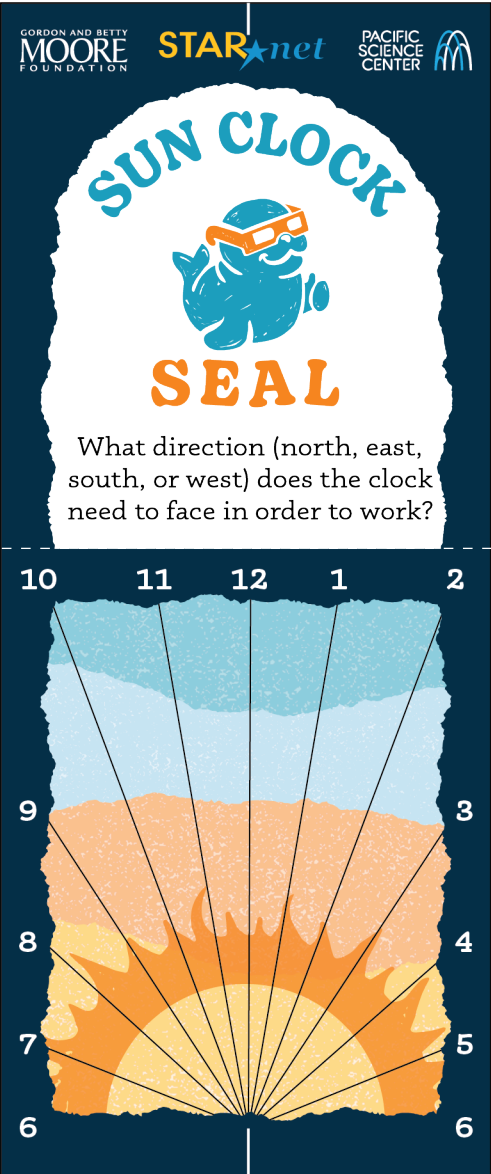 GORDON AND BETTY
MOORE
FOUNDATION
STAR net
PACIFIC
SCIENCE
CENTER
SUN CLOCK
SEAL
What direction (north, east,
south, or west) does the clock
need to face in order to work?
10 11 12 1 2
9 3
8 4
7 5
6 6